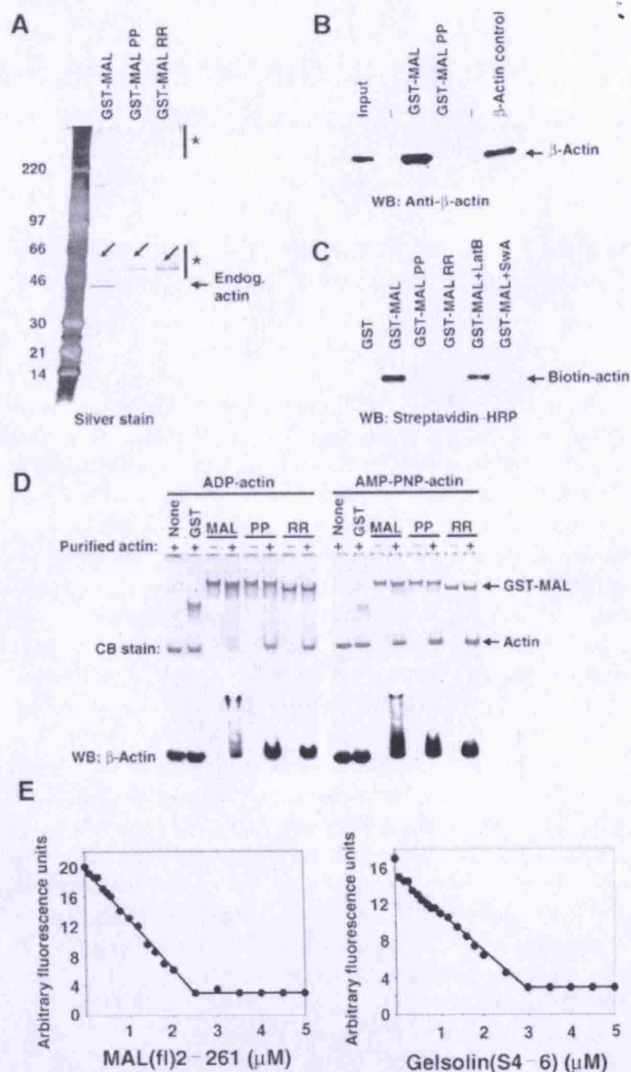 A
GST-MAL
GST-MAL PP
GST-MAL RR
220
97
66
46
30
21
14
*
*
Endog.
actin
Silver stain
B
Input
–
GST-MAL
GST-MAL PP
–
β-Actin control
β-Actin
WB: Anti-β-actin
C
GST
GST-MAL
GST-MAL PP
GST-MAL RR
GST-MAL+LatB
GST-MAL+SwA
Biotin-actin
WB: Streptavidin-HRP
D
ADP-actin
AMP-PNP-actin
None
GST
MAL
PP
RR
None
GST
MAL
PP
RR
Purified actin: + + – + – + – + + + – + – + – +
GST-MAL
CB stain:
Actin
WB: β-Actin
E
Arbitrary fluorescence units
20
16
12
8
4
0
1 2 3 4 5
MAL(fl)2–261 (μM)
Arbitrary fluorescence units
16
12
8
4
0
1 2 3 4 5
Gelsolin(S4–6) (μM)